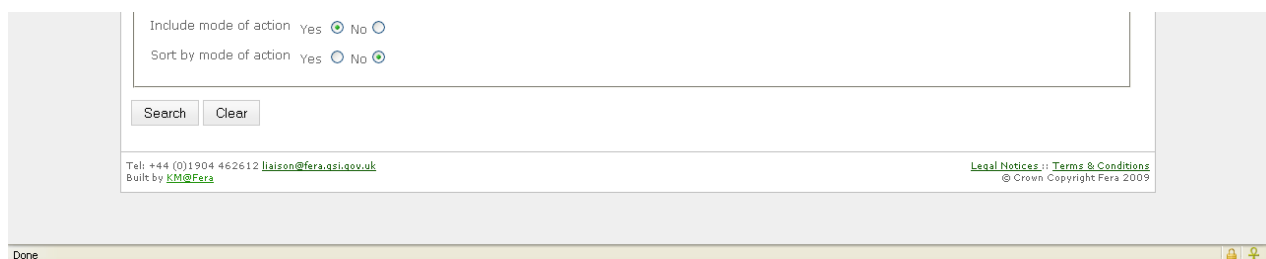 Include mode of action Yes No
Sort by mode of action Yes No
Search Clear
Tel: +44 (0)1904 462612 liaison@fera.gsi.gov.uk Legal Notices :: Terms & Conditions
Built by KM@Fera © Crown Copyright Fera 2009
Done